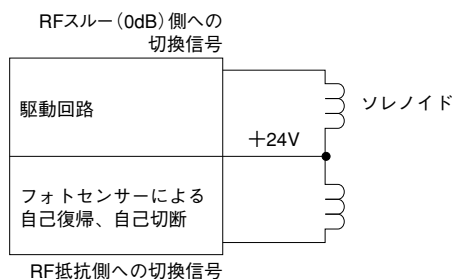 RFスルー（0dB）側への
切換信号
駆動回路
ソレノイド
＋24V
フォトセンサーによる
自己復帰、自己切断
RF抵抗側への切換信号